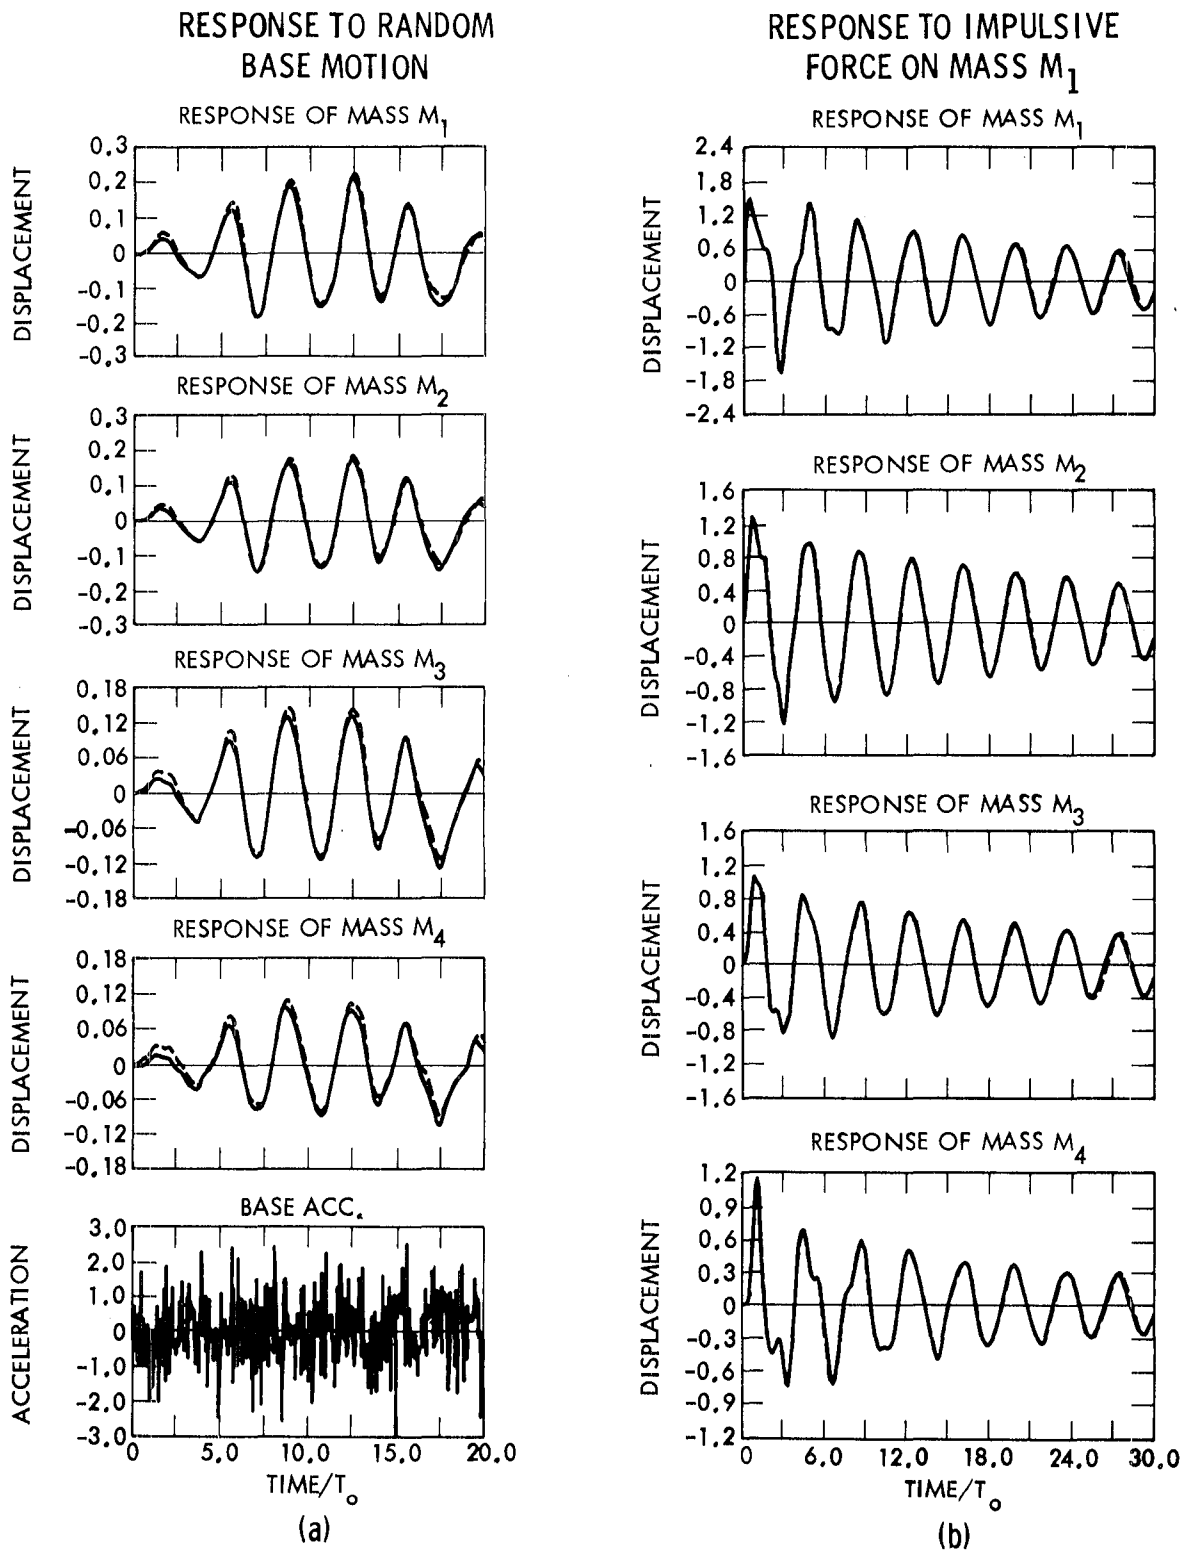 RESPONSE TO RANDOM
BASE MOTION
RESPONSE OF MASS M1
DISPLACEMENT
0.3
0.2
0.1
0
-0.1
-0.2
-0.3
RESPONSE OF MASS M2
DISPLACEMENT
0.3
0.2
0.1
0
-0.1
-0.2
-0.3
RESPONSE OF MASS M3
DISPLACEMENT
0.18
0.12
0.06
0
-0.06
-0.12
-0.18
RESPONSE OF MASS M4
DISPLACEMENT
0.18
0.12
0.06
0
-0.06
-0.12
-0.18
BASE ACC.
ACCELERATION
3.0
2.0
1.0
0
-1.0
-2.0
-3.0
0 5.0 10.0 15.0 20.0
TIME/To
(a)
RESPONSE TO IMPULSIVE
FORCE ON MASS M1
RESPONSE OF MASS M1
DISPLACEMENT
2.4
1.8
1.2
0.6
0
-0.6
-1.2
-1.8
-2.4
RESPONSE OF MASS M2
DISPLACEMENT
1.6
1.2
0.8
0.4
0
-0.4
-0.8
-1.2
-1.6
RESPONSE OF MASS M3
DISPLACEMENT
1.6
1.2
0.8
0.4
0
-0.4
-0.8
-1.2
-1.6
RESPONSE OF MASS M4
DISPLACEMENT
1.2
0.9
0.6
0.3
0
-0.3
-0.6
-0.9
-1.2
0 6.0 12.0 18.0 24.0 30.0
TIME/To
(b)